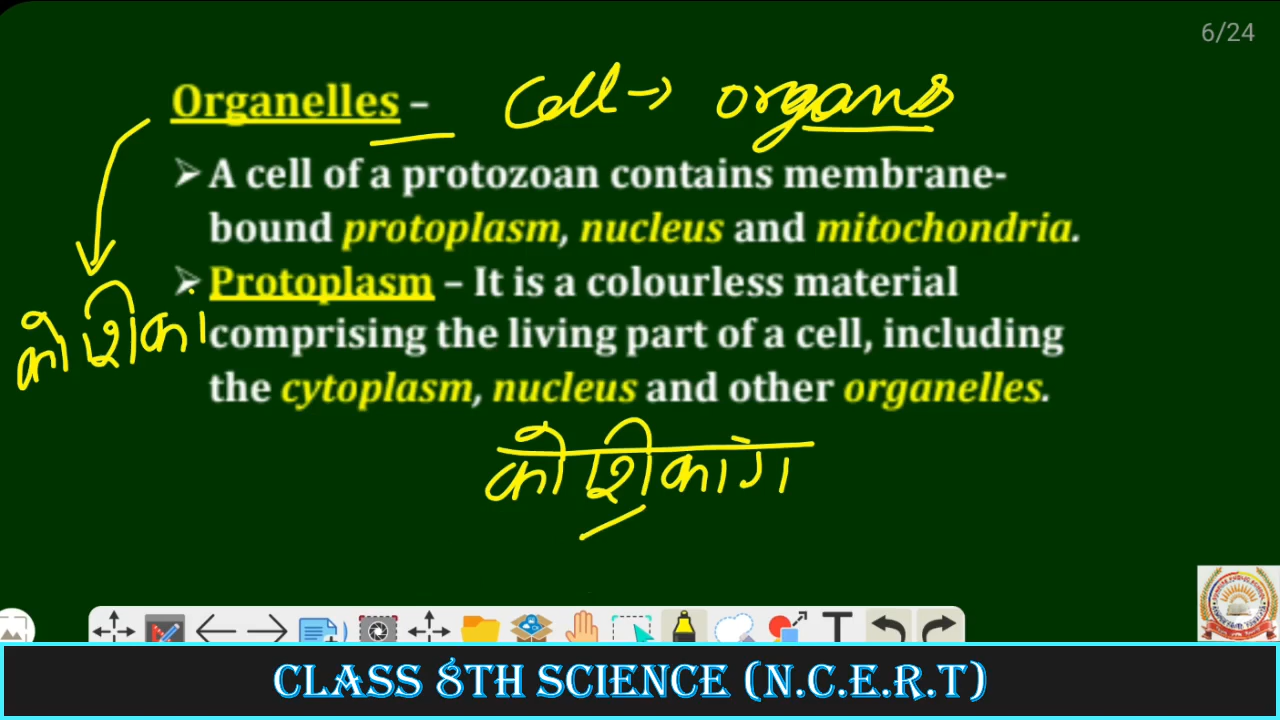 6/24
Organelles – Cell → organs
➢ A cell of a protozoan contains membrane-
bound protoplasm, nucleus and mitochondria.
➢ Protoplasm – It is a colourless material
कोशिका comprising the living part of a cell, including
the cytoplasm, nucleus and other organelles.
कोशिकांग
T
CLASS 8TH SCIENCE (N.C.E.R.T)